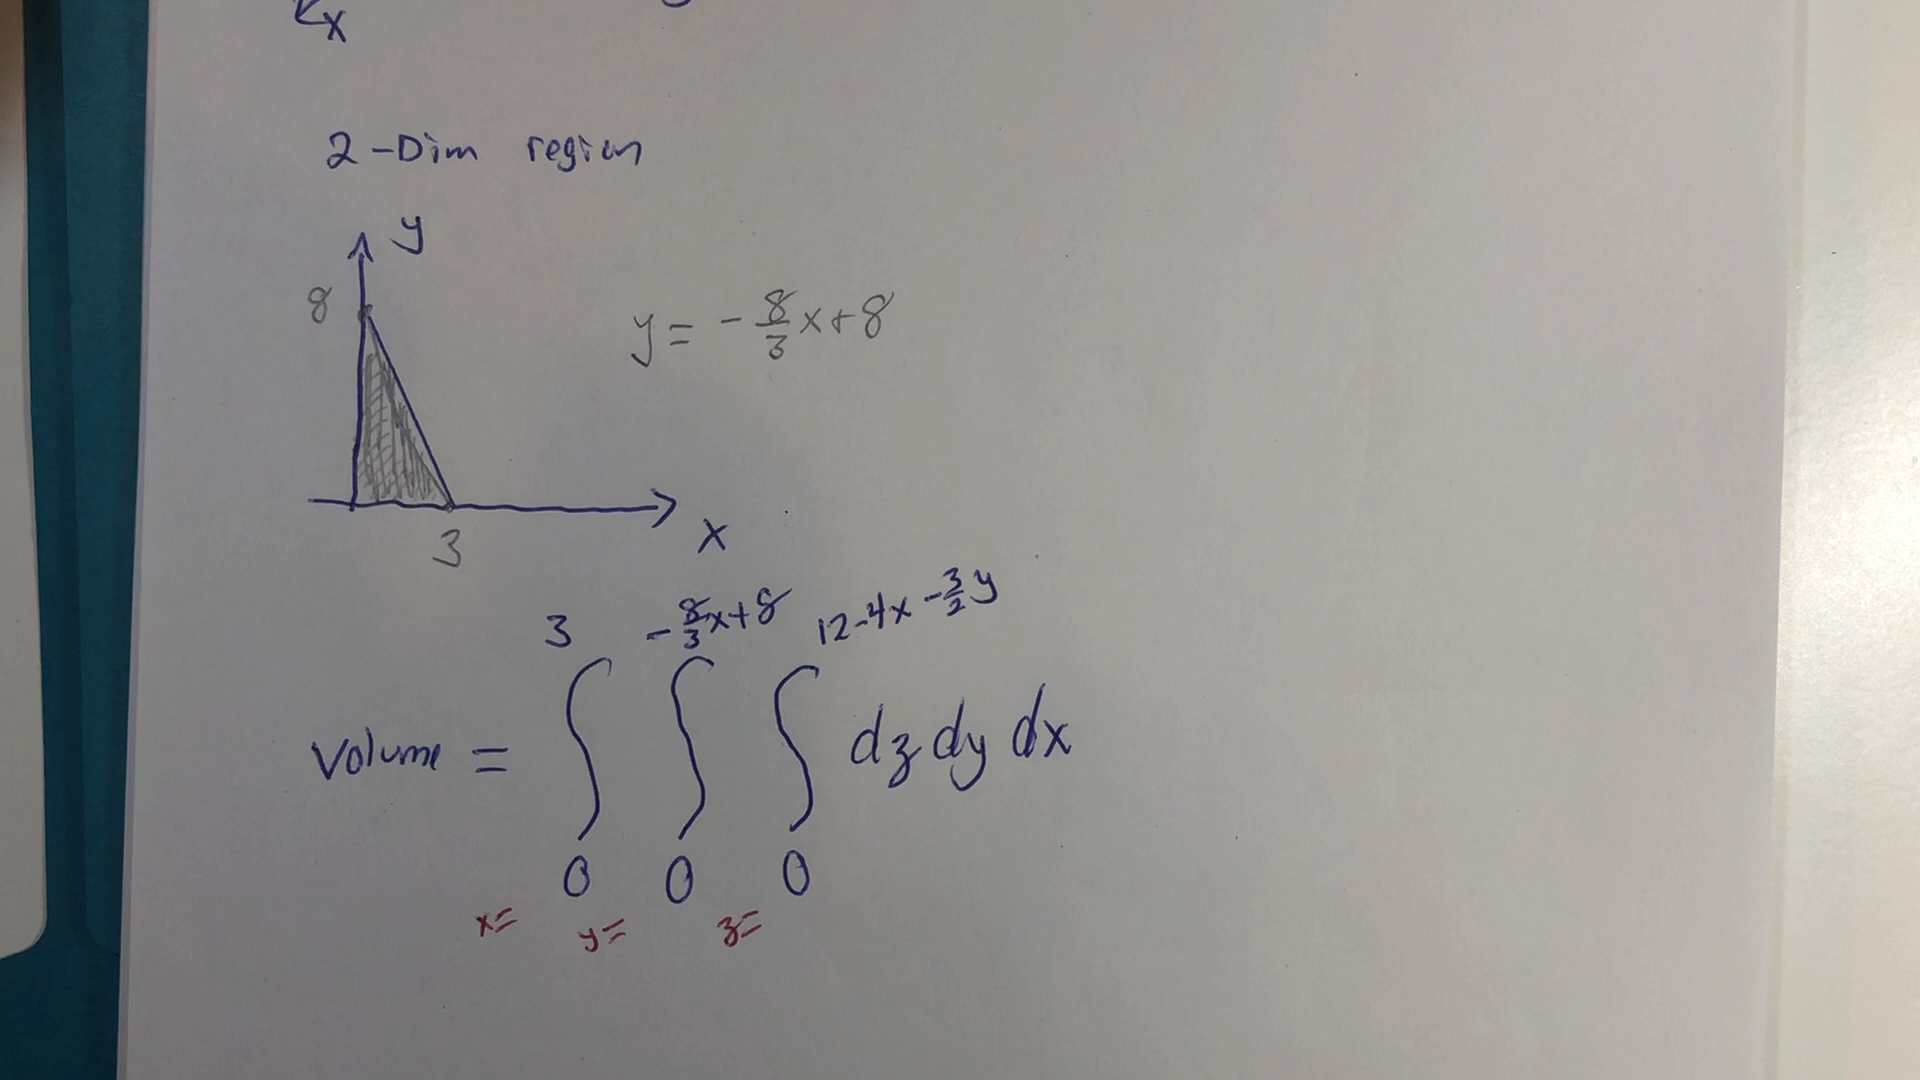 x
2-Dim region
y
8
y = - 8/3 x + 8
3
x
3 -8/3 x+8 12-4x-3/2 y
Volume = ∫ ∫ ∫ dz dy dx
0 0 0
x= y= z=